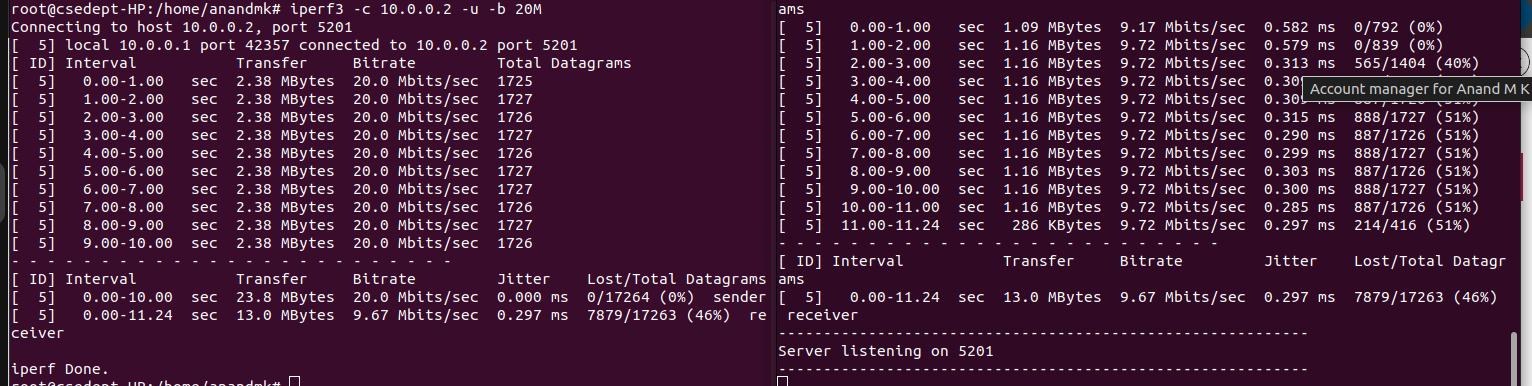 root@csedept-HP:/home/anandmk# iperf3 -c 10.0.0.2 -u -b 20M
Connecting to host 10.0.0.2, port 5201
[  5] local 10.0.0.1 port 42357 connected to 10.0.0.2 port 5201
[ ID] Interval           Transfer     Bitrate         Total Datagrams
[  5]   0.00-1.00   sec  2.38 MBytes  20.0 Mbits/sec  1725
[  5]   1.00-2.00   sec  2.38 MBytes  20.0 Mbits/sec  1727
[  5]   2.00-3.00   sec  2.38 MBytes  20.0 Mbits/sec  1726
[  5]   3.00-4.00   sec  2.38 MBytes  20.0 Mbits/sec  1727
[  5]   4.00-5.00   sec  2.38 MBytes  20.0 Mbits/sec  1726
[  5]   5.00-6.00   sec  2.38 MBytes  20.0 Mbits/sec  1727
[  5]   6.00-7.00   sec  2.38 MBytes  20.0 Mbits/sec  1727
[  5]   7.00-8.00   sec  2.38 MBytes  20.0 Mbits/sec  1726
[  5]   8.00-9.00   sec  2.38 MBytes  20.0 Mbits/sec  1727
[  5]   9.00-10.00  sec  2.38 MBytes  20.0 Mbits/sec  1726
- - - - - - - - - - - - - - - - - - - - - - - - -
[ ID] Interval           Transfer     Bitrate         Jitter    Lost/Total Datagrams
[  5]   0.00-10.00  sec  23.8 MBytes  20.0 Mbits/sec  0.000 ms  0/17264 (0%)  sender
[  5]   0.00-11.24  sec  13.0 MBytes  9.67 Mbits/sec  0.297 ms  7879/17263 (46%)  re
ceiver
iperf Done.
root@csedept-HP:/home/anandmk#
ams
[  5]   0.00-1.00   sec  1.09 MBytes  9.17 Mbits/sec  0.582 ms  0/792 (0%)
[  5]   1.00-2.00   sec  1.16 MBytes  9.72 Mbits/sec  0.579 ms  0/839 (0%)
[  5]   2.00-3.00   sec  1.16 MBytes  9.72 Mbits/sec  0.313 ms  565/1404 (40%)
[  5]   3.00-4.00   sec  1.16 MBytes  9.72 Mbits/sec
Account manager for Anand M K
[  5]   4.00-5.00   sec  1.16 MBytes  9.72 Mbits/sec
[  5]   5.00-6.00   sec  1.16 MBytes  9.72 Mbits/sec  0.315 ms  888/1727 (51%)
[  5]   6.00-7.00   sec  1.16 MBytes  9.72 Mbits/sec  0.290 ms  887/1726 (51%)
[  5]   7.00-8.00   sec  1.16 MBytes  9.72 Mbits/sec  0.299 ms  888/1727 (51%)
[  5]   8.00-9.00   sec  1.16 MBytes  9.72 Mbits/sec  0.303 ms  887/1726 (51%)
[  5]   9.00-10.00  sec  1.16 MBytes  9.72 Mbits/sec  0.300 ms  888/1727 (51%)
[  5]  10.00-11.00  sec  1.16 MBytes  9.72 Mbits/sec  0.285 ms  887/1726 (51%)
[  5]  11.00-11.24  sec   286 KBytes  9.72 Mbits/sec  0.297 ms  214/416 (51%)
- - - - - - - - - - - - - - - - - - - - - - - - -
[ ID] Interval           Transfer     Bitrate         Jitter    Lost/Total Datagr
ams
[  5]   0.00-11.24  sec  13.0 MBytes  9.67 Mbits/sec  0.297 ms  7879/17263 (46%)
receiver
-----------------------------------------------------------
Server listening on 5201
-----------------------------------------------------------